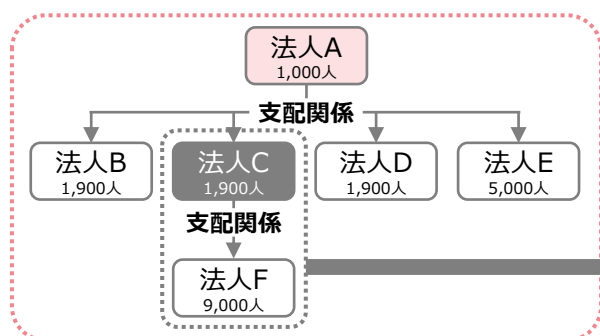 法人A
1,000人
支配関係
法人B
1,900人
法人C
1,900人
法人D
1,900人
法人E
5,000人
支配関係
法人F
9,000人